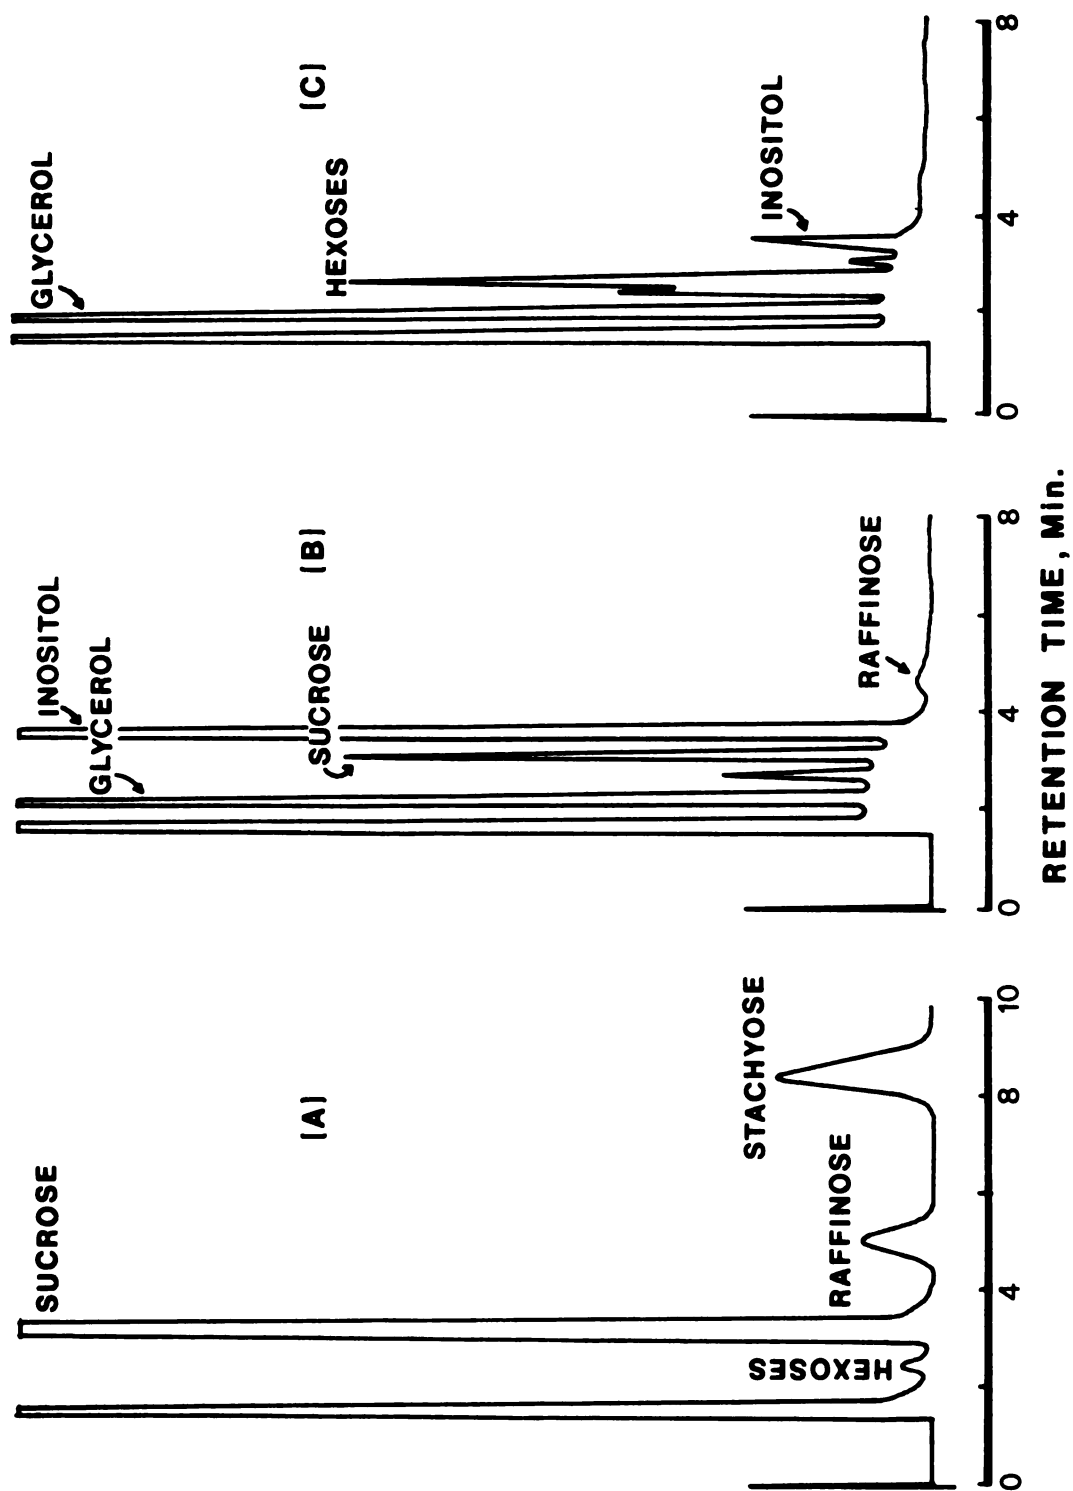 SUCROSE
[A]
HEXOSES
RAFFINOSE
STACHYOSE
0 4 8 10
INOSITOL
GLYCEROL
SUCROSE
[B]
RAFFINOSE
0 4 8
GLYCEROL
HEXOSES
[C]
INOSITOL
0 4 8
RETENTION TIME, Min.